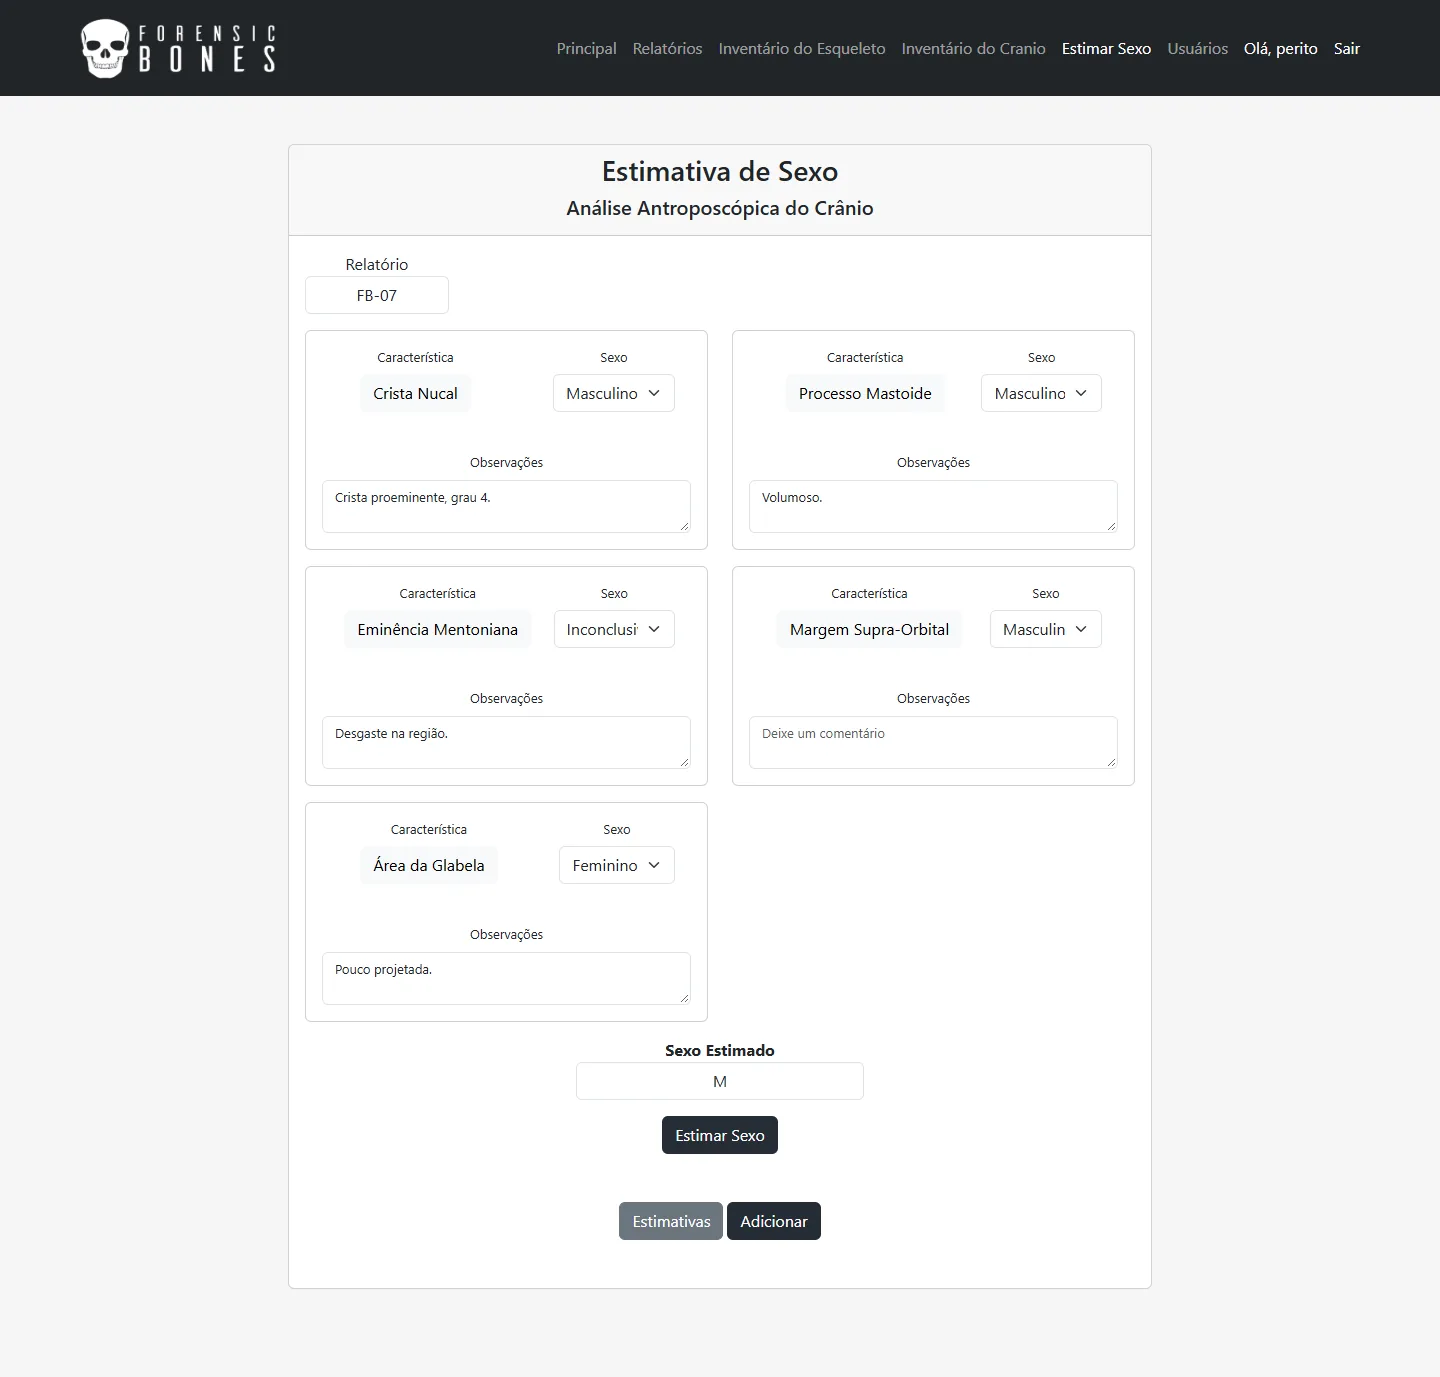 FORENSIC
BONES
Principal Relatórios Inventário do Esqueleto Inventário do Cranio Estimar Sexo Usuários Olá, perito Sair
Estimativa de Sexo
Análise Antroposcópica do Crânio
Relatório
FB-07
Característica Sexo
Crista Nucal Masculino
Observações
Crista proeminente, grau 4.
Característica Sexo
Processo Mastoide Masculino
Observações
Volumoso.
Característica Sexo
Eminência Mentoniana Inconclusi
Observações
Desgaste na região.
Característica Sexo
Margem Supra-Orbital Masculin
Observações
Deixe um comentário
Característica Sexo
Área da Glabela Feminino
Observações
Pouco projetada.
Sexo Estimado
M
Estimar Sexo
Estimativas Adicionar